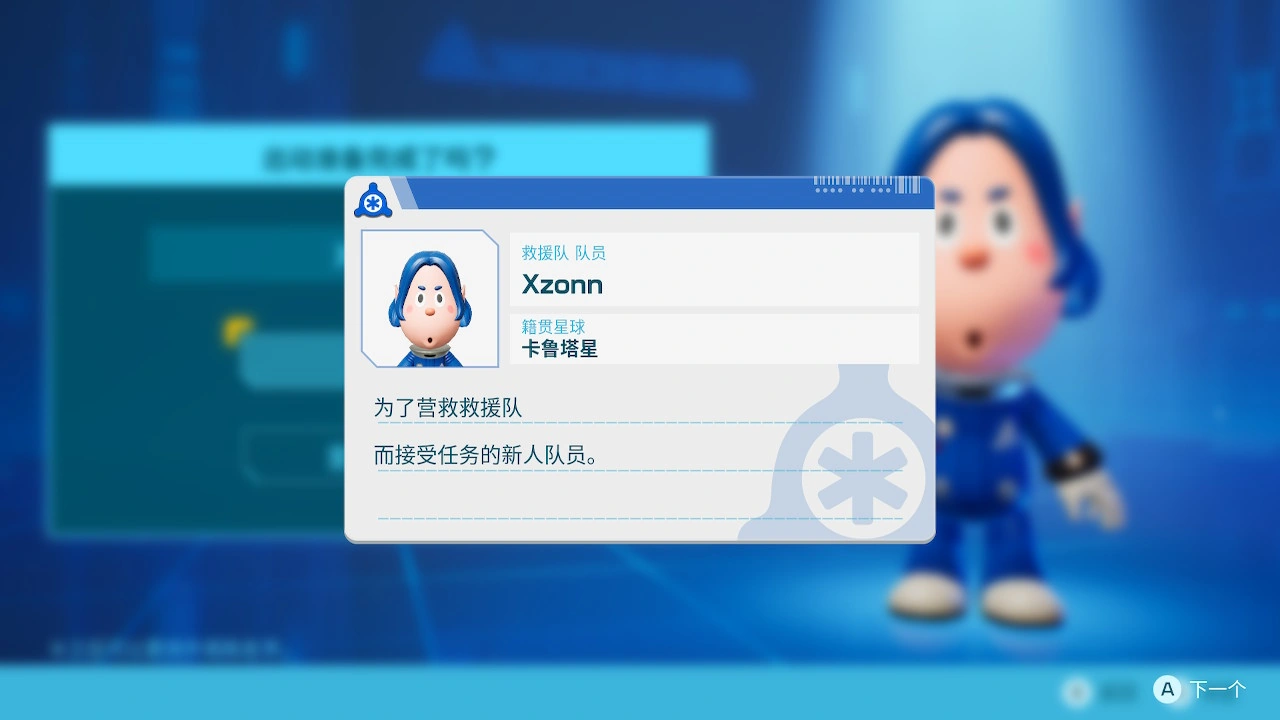 救援队 队员
Xzonn
籍贯星球
卡鲁塔星
为了营救救援队
而接受任务的新人队员。
A 下一个